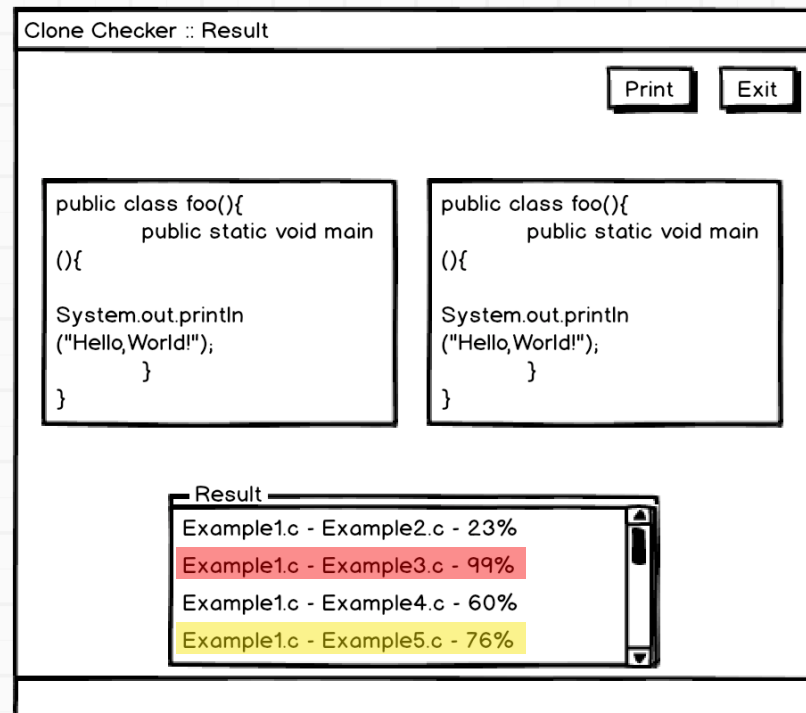 Clone Checker :: Result
Print
Exit
public class foo(){
public static void main
(){
System.out.println
("Hello,World!");
}
}
public class foo(){
public static void main
(){
System.out.println
("Hello,World!");
}
}
Result
Example1.c - Example2.c - 23%
Example1.c - Example3.c - 99%
Example1.c - Example4.c - 60%
Example1.c - Example5.c - 76%